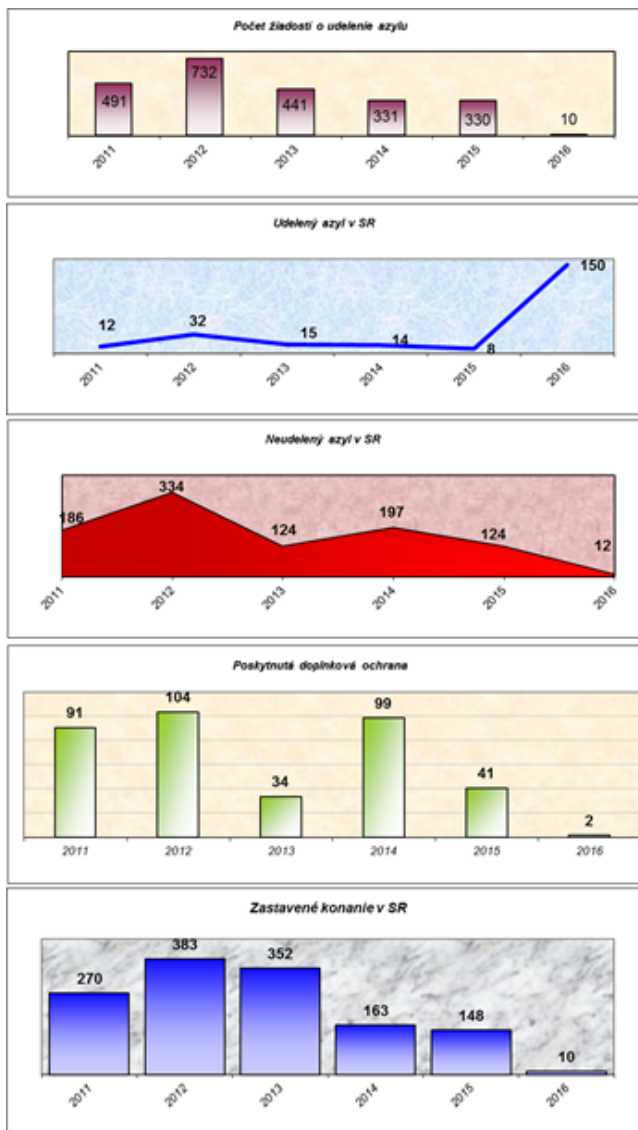 Počet žiadostí o udelenie azylu
491 732 441 331 330 10
2011 2012 2013 2014 2015 2016
Udelený azyl v SR
12 32 15 14 8 150
2011 2012 2013 2014 2015 2016
Neudelený azyl v SR
186 334 124 197 124 12
2011 2012 2013 2014 2015 2016
Poskytnutá doplnková ochrana
91 104 34 99 41 2
2011 2012 2013 2014 2015 2016
Zastavené konanie v SR
270 383 352 163 148 10
2011 2012 2013 2014 2015 2016